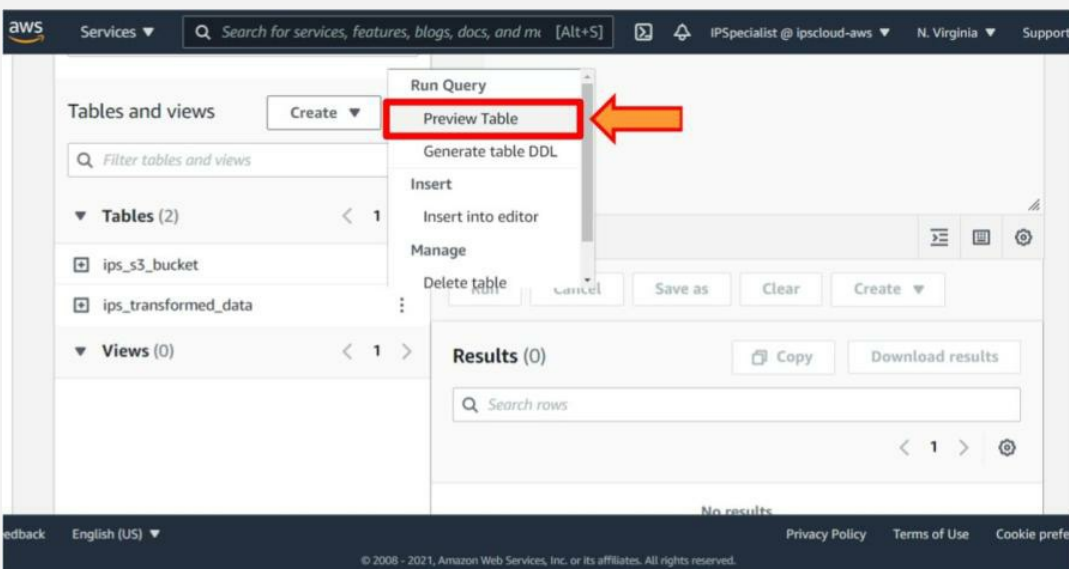 aws Services ▼ Search for services, features, blogs, docs, and m [Alt+S] IPSpecialist @ ipscloud-aws ▼ N. Virginia ▼ Support
Run Query
Tables and views Create ▼ Preview Table
Filter tables and views Generate table DDL
Insert
Tables (2) < 1 Insert into editor
Manage
ips_s3_bucket
Delete table
Cancel Save as Clear Create ▼
ips_transformed_data
Views (0) < 1 >
Results (0) Copy Download results
Search rows
< 1 >
No results
edback English (US) ▼ Privacy Policy Terms of Use Cookie prefe
© 2008 - 2021, Amazon Web Services, Inc. or its affiliates. All rights reserved.